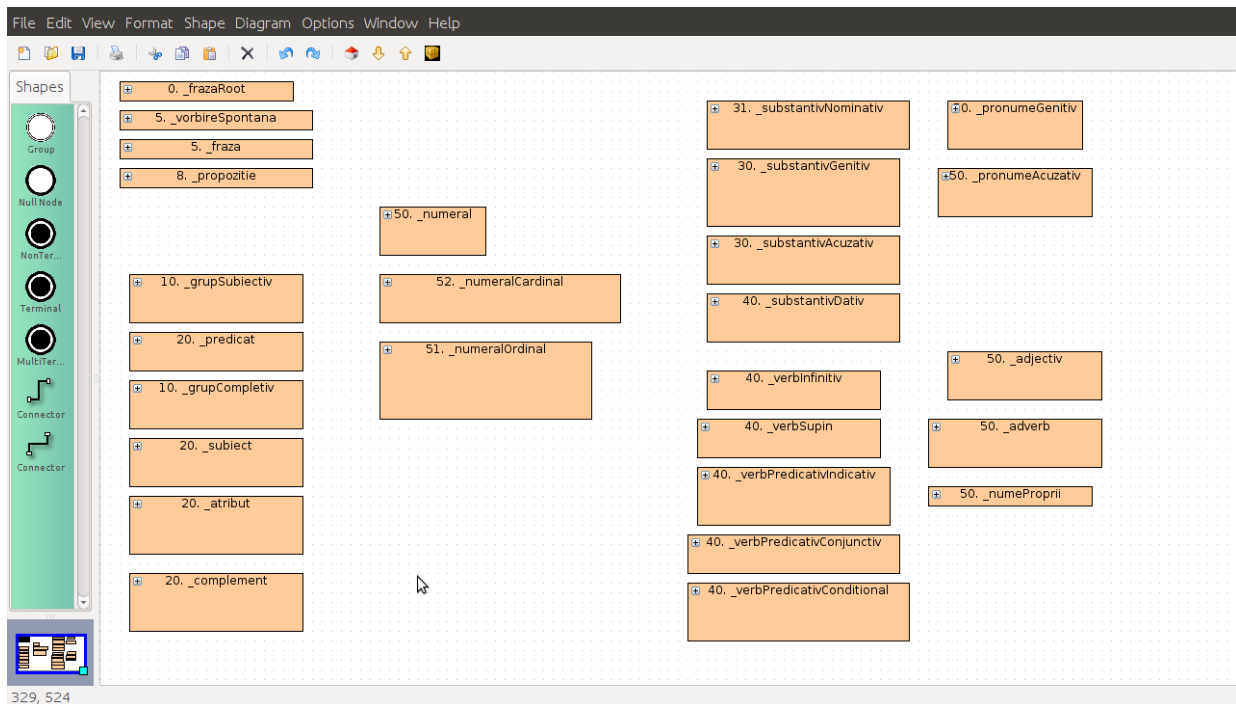 File Edit View Format Shape Diagram Options Window Help
Shapes
Group
Null Node
NonTer...
Terminal
MultiTer...
Connector
Connector
0. _frazaRoot
5. _vorbireSpontana
5. _fraza
8. _propozitie
10. _grupSubiectiv
20. _predicat
10. _grupCompletiv
20. _subiect
20. _atribut
20. _complement
50. _numeral
52. _numeralCardinal
51. _numeralOrdinal
31. _substantivNominativ
30. _substantivGenitiv
30. _substantivAcuzativ
40. _substantivDativ
40. _verbInfinitiv
40. _verbSupin
40. _verbPredicativIndicativ
40. _verbPredicativConjunctiv
40. _verbPredicativConditional
50. _pronumeGenitiv
50. _pronumeAcuzativ
50. _adjectiv
50. _adverb
50. _numeProprii
329, 524